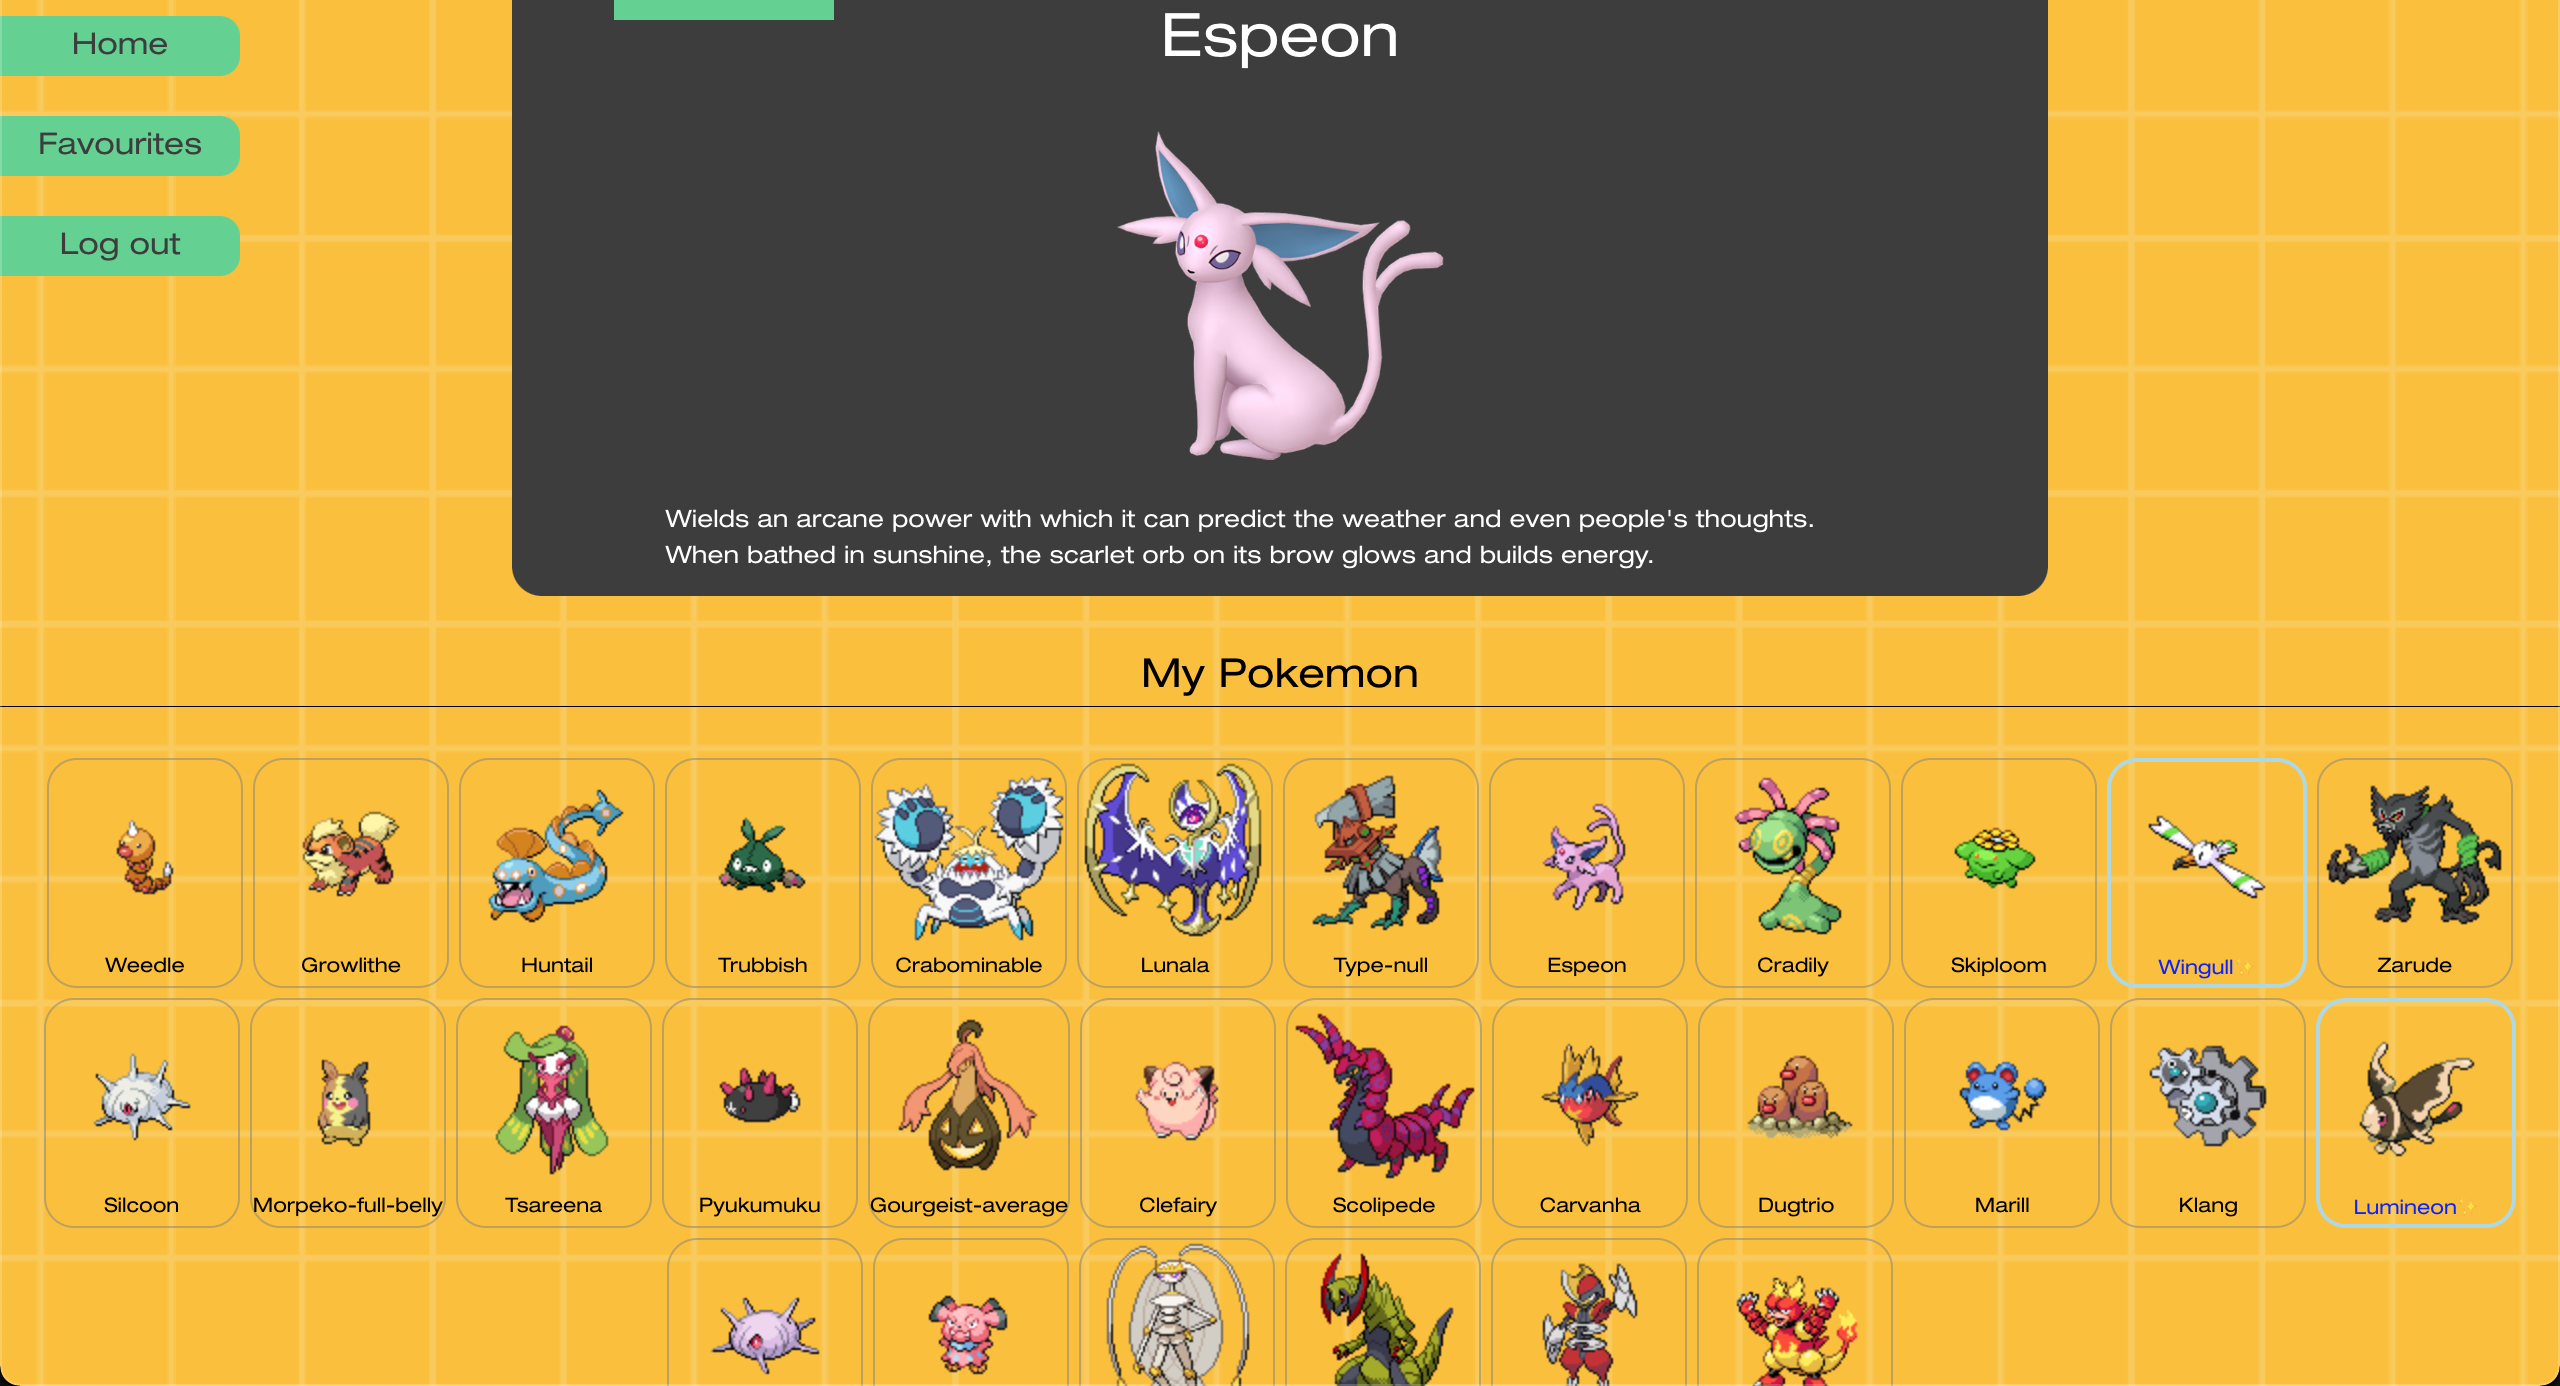 Home
Favourites
Log out
Espeon
Wields an arcane power with which it can predict the weather and even people's thoughts.
When bathed in sunshine, the scarlet orb on its brow glows and builds energy.
My Pokemon
Weedle
Growlithe
Huntail
Trubbish
Crabominable
Lunala
Type-null
Espeon
Cradily
Skiploom
Wingull✨
Zarude
Silcoon
Morpeko-full-belly
Tsareena
Pyukumuku
Gourgeist-average
Clefairy
Scolipede
Carvanha
Dugtrio
Marill
Klang
Lumineon✨